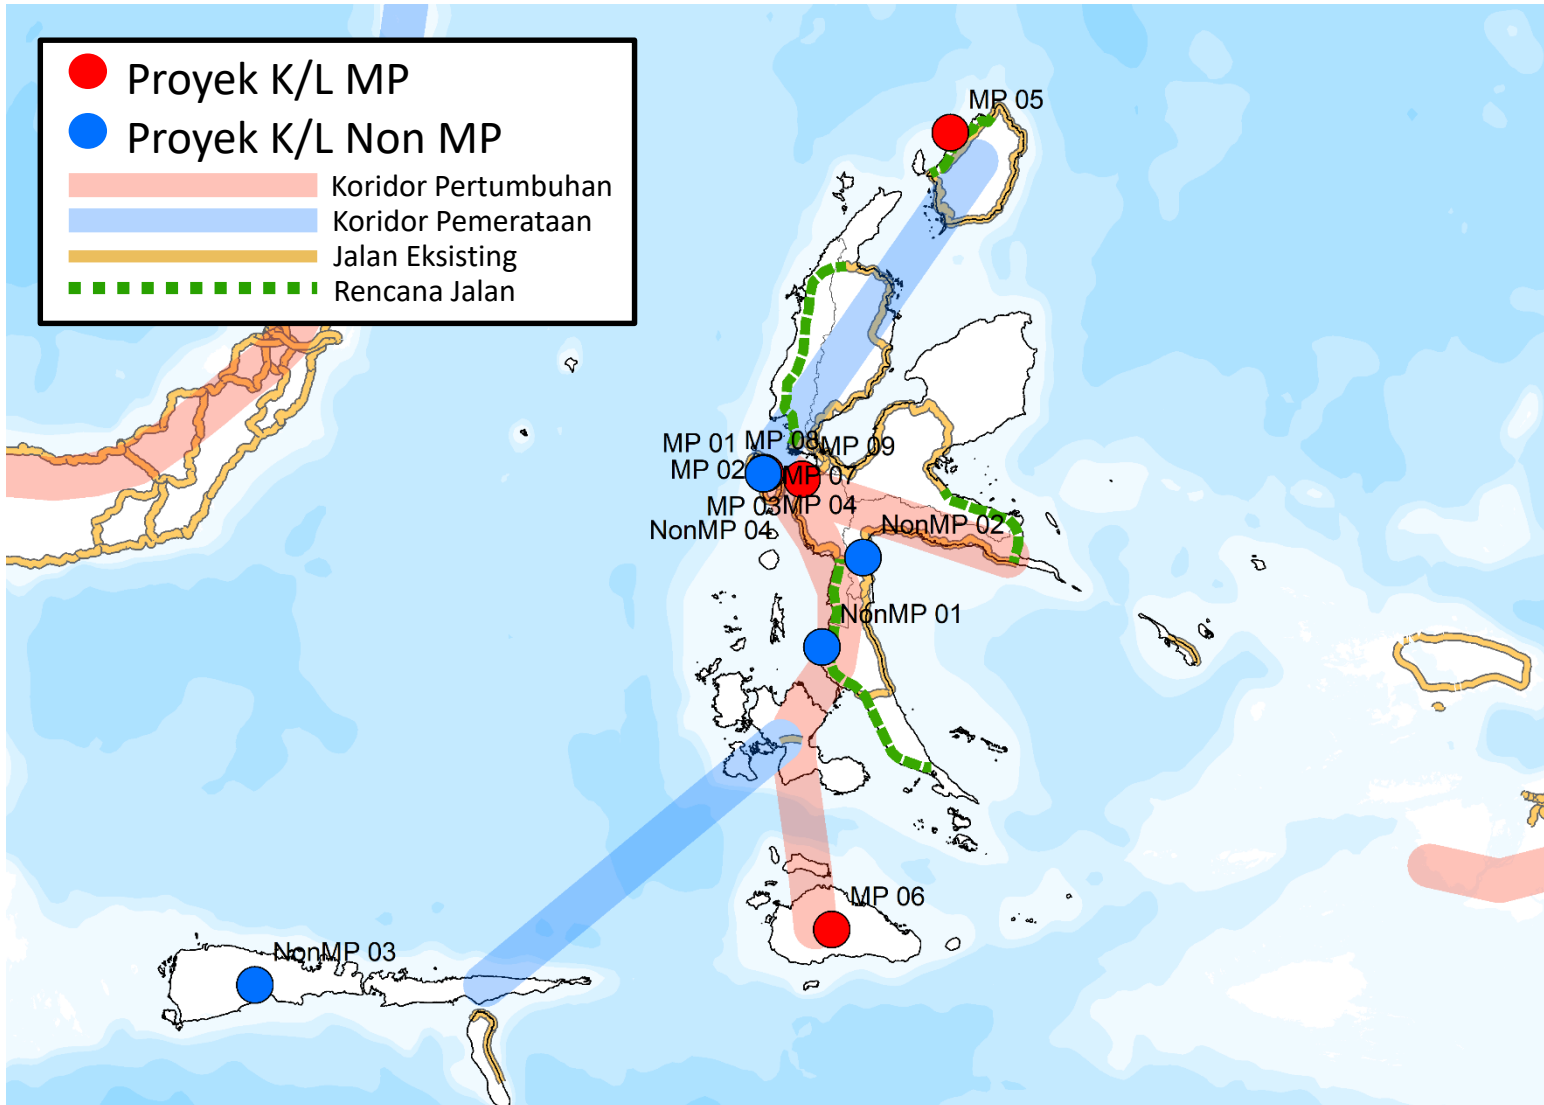 Proyek K/L MP
Proyek K/L Non MP
Koridor Pertumbuhan
Koridor Pemerataan
Jalan Eksisting
Rencana Jalan
MP 05
MP 01
MP 08
MP 09
MP 02
MP 07
MP 03
MP 04
NonMP 04
NonMP 02
NonMP 01
MP 06
NonMP 03